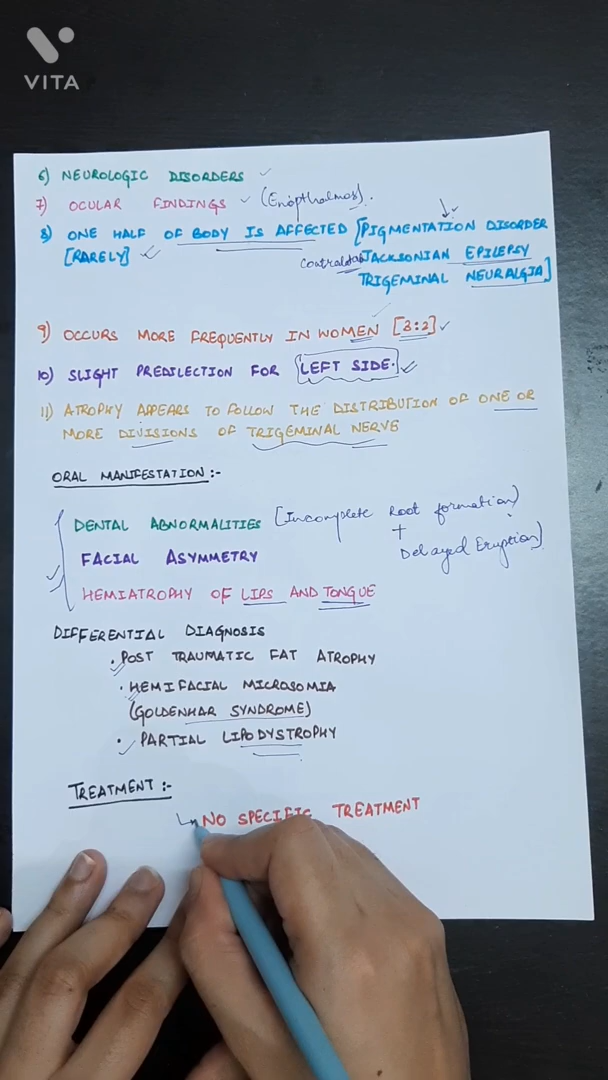 VITA
6) NEUROLOGIC DISORDERS
7) OCULAR FINDINGS (Enopthalmos).
8) ONE HALF OF BODY IS AFFECTED [PIGMENTATION DISORDER
[RARELY] JACKSONIAN EPILEPSY
TRIGEMINAL NEURALGIA]
9) OCCURS MORE FREQUENTLY IN WOMEN [3:2]
10) SLIGHT PREDILECTION FOR LEFT SIDE.
11) ATROPHY APPEARS TO FOLLOW THE DISTRIBUTION OF ONE OR
MORE DIVISIONS OF TRIGEMINAL NERVE
ORAL MANIFESTATION :-
DENTAL ABNORMALITIES [Incomplete Root formation)
+
FACIAL ASYMMETRY Delayed Eruption)
HEMIATROPHY OF LIPS AND TONGUE
DIFFERENTIAL DIAGNOSIS
. POST TRAUMATIC FAT ATROPHY
. HEMIFACIAL MICROSOMIA
(GOLDENHAR SYNDROME)
. PARTIAL LIPODYSTROPHY
TREATMENT :-
NO SPECIFIC TREATMENT